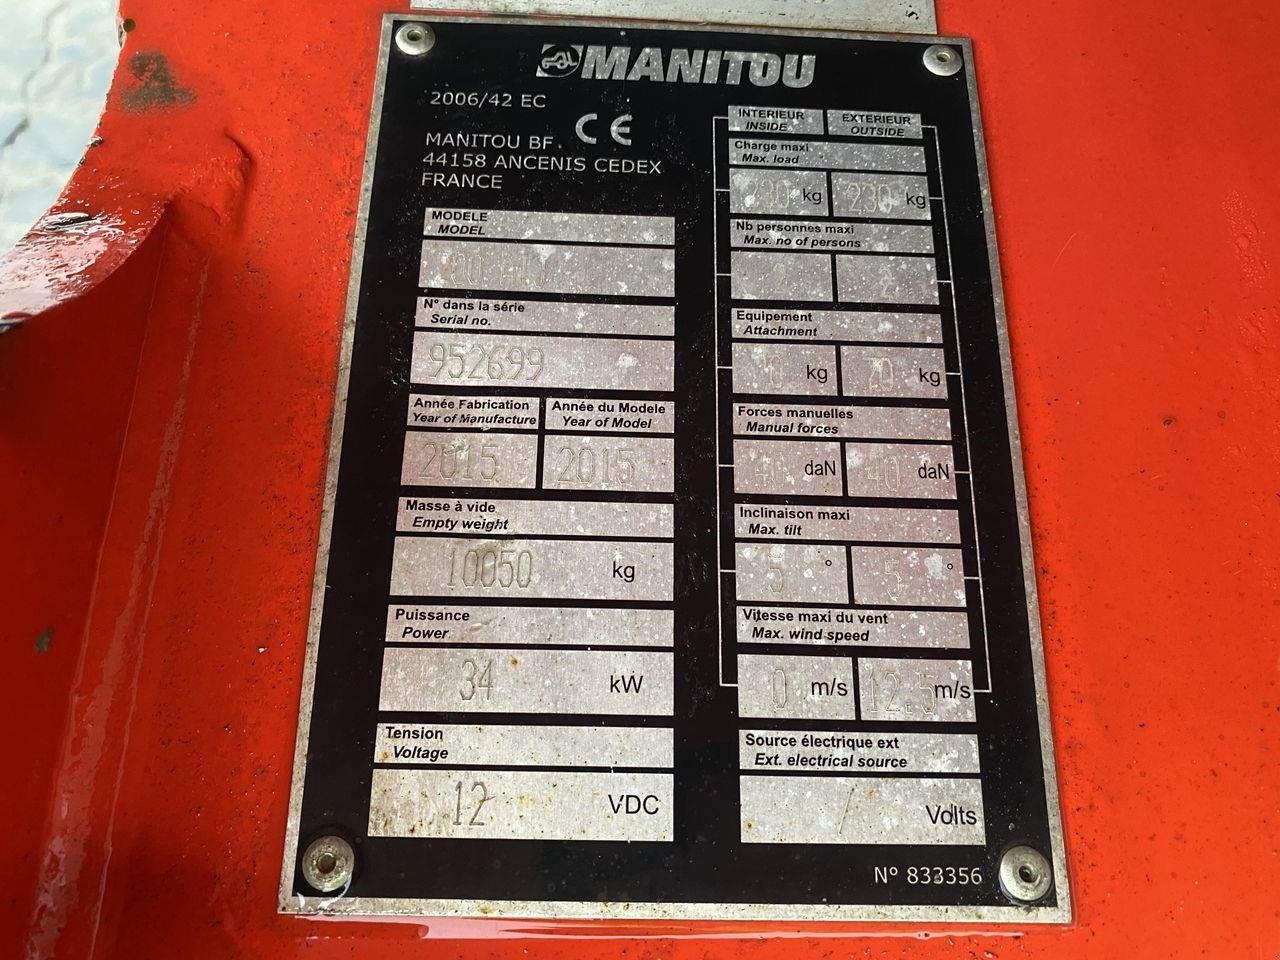 MANITOU
2006/42 EC
CE
MANITOU BF
44158 ANCENIS CEDEX
FRANCE
MODELE
MODEL
N° dans la série
Serial no.
952699
Année Fabrication
Year of Manufacture
2015
Année du Modele
Year of Model
2015
Masse à vide
Empty weight
10050 kg
Puissance
Power
34 kW
Tension
Voltage
12 VDC
INTERIEUR
INSIDE
EXTERIEUR
OUTSIDE
Charge maxi
Max. load
230 kg
230 kg
Nb personnes maxi
Max. no of persons
2
Equipement
Attachment
0 kg
70 kg
Forces manuelles
Manual forces
40 daN
40 daN
Inclinaison maxi
Max. tilt
5 °
5 °
Vitesse maxi du vent
Max. wind speed
0 m/s
12.5 m/s
Source électrique ext
Ext. electrical source
/ Volts
N° 833356